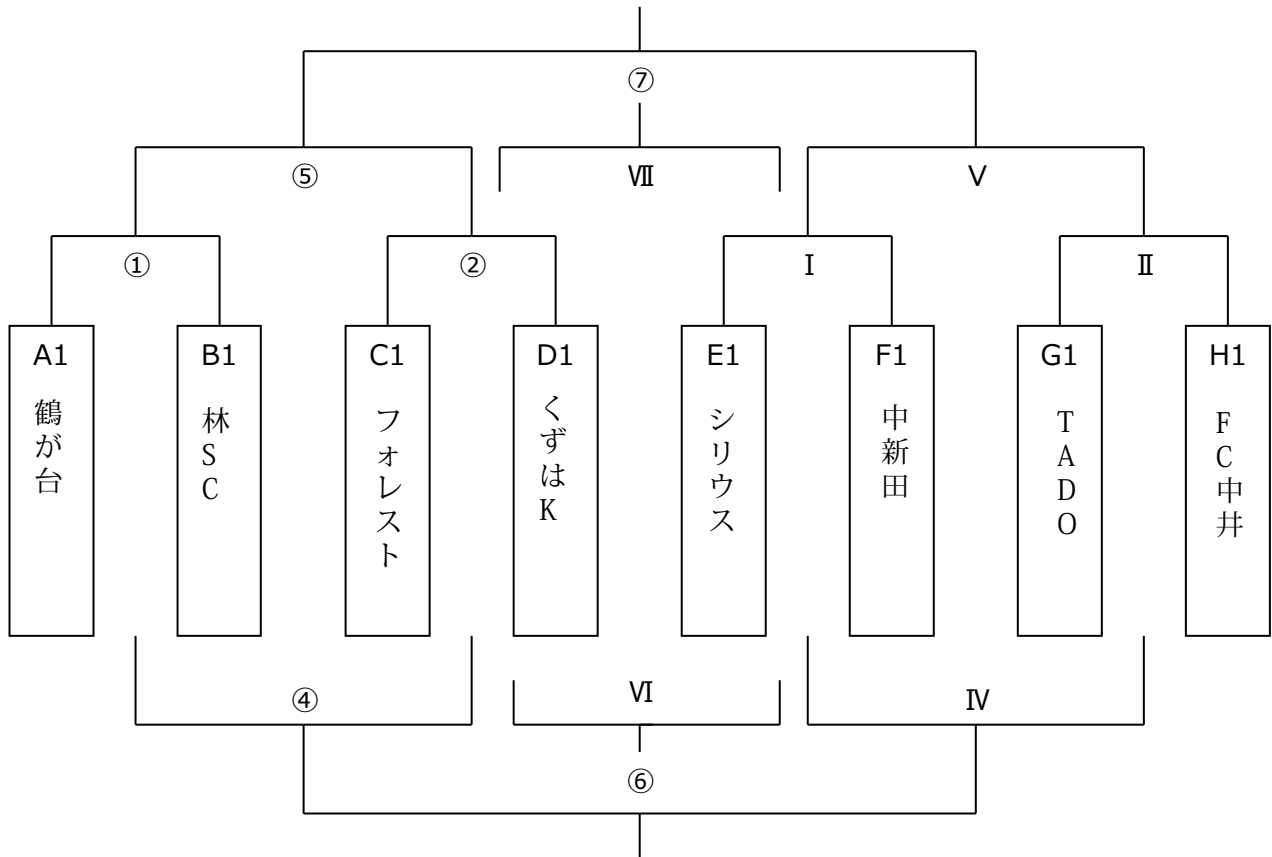 ⑦
⑤
Ⅶ
Ⅴ
①
②
Ⅰ
Ⅱ
A1
鶴が台
B1
林SC
C1
フォレスト
D1
くずはK
E1
シリウス
F1
中新田
G1
TADO
H1
FC中井
④
Ⅵ
Ⅳ
⑥